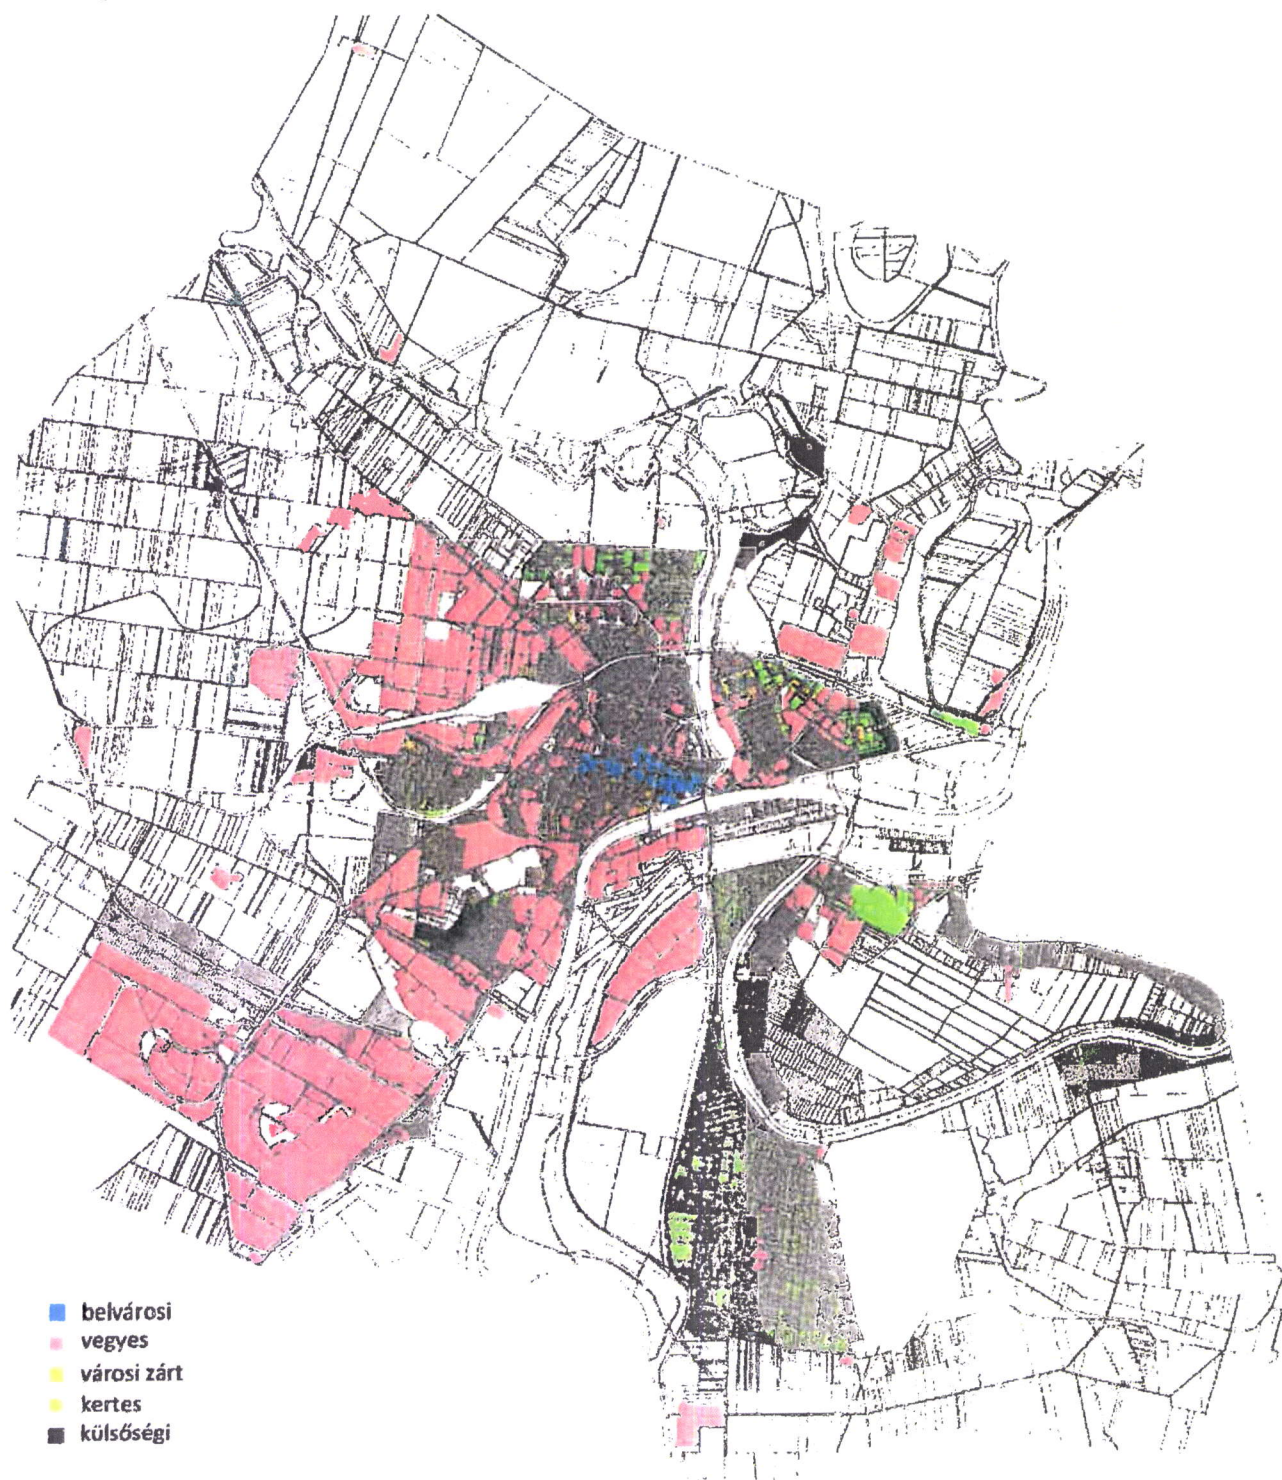 belvárosi
vegyes
városi zárt
kertes
külsőségi